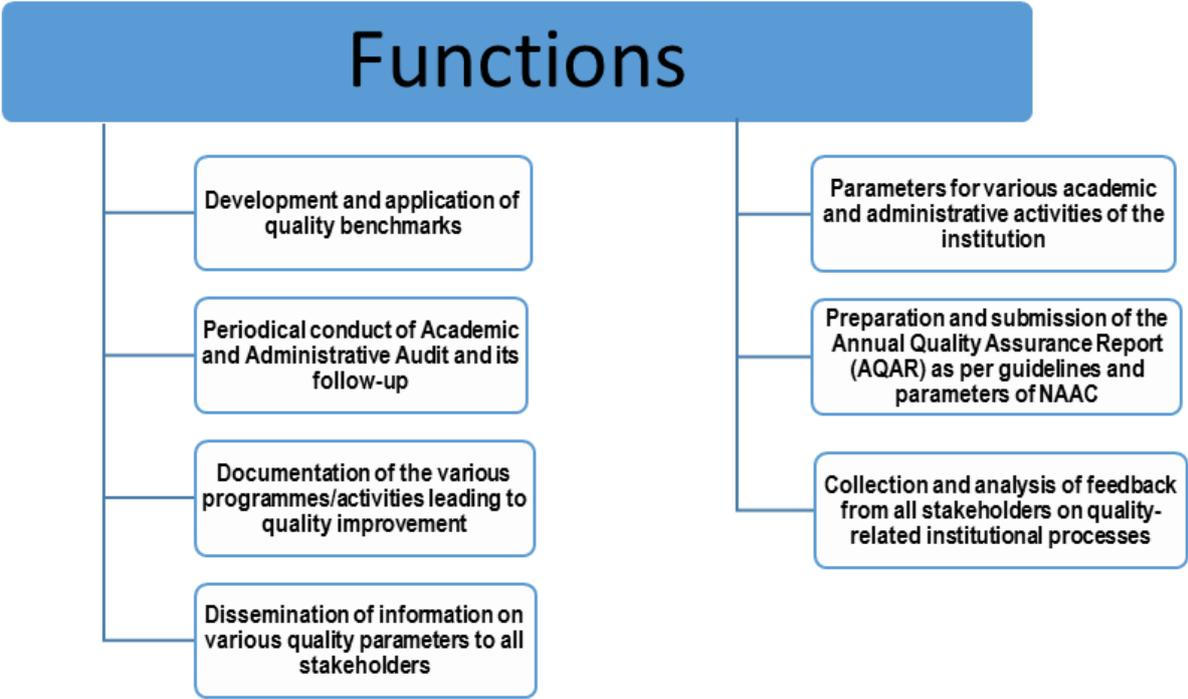 Functions
Development and application of
quality benchmarks
Periodical conduct of Academic
and Administrative Audit and its
follow-up
Documentation of the various
programmes/activities leading to
quality improvement
Dissemination of information on
various quality parameters to all
stakeholders
Parameters for various academic
and administrative activities of the
institution
Preparation and submission of the
Annual Quality Assurance Report
(AQAR) as per guidelines and
parameters of NAAC
Collection and analysis of feedback
from all stakeholders on quality-
related institutional processes